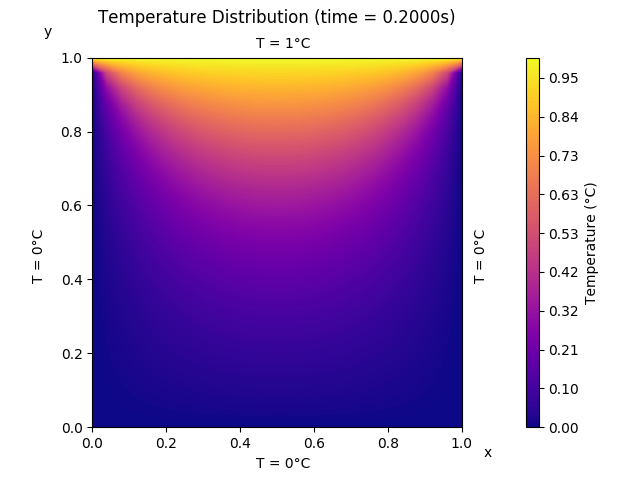 Temperature Distribution (time = 0.2000s)
y
T = 1°C
1.0
0.8
0.6
0.4
0.2
0.0
T = 0°C
0.0 0.2 0.4 0.6 0.8 1.0
x
T = 0°C
T = 0°C
0.95
0.84
0.73
0.63
0.53
0.42
0.32
0.21
0.10
0.00
Temperature (°C)